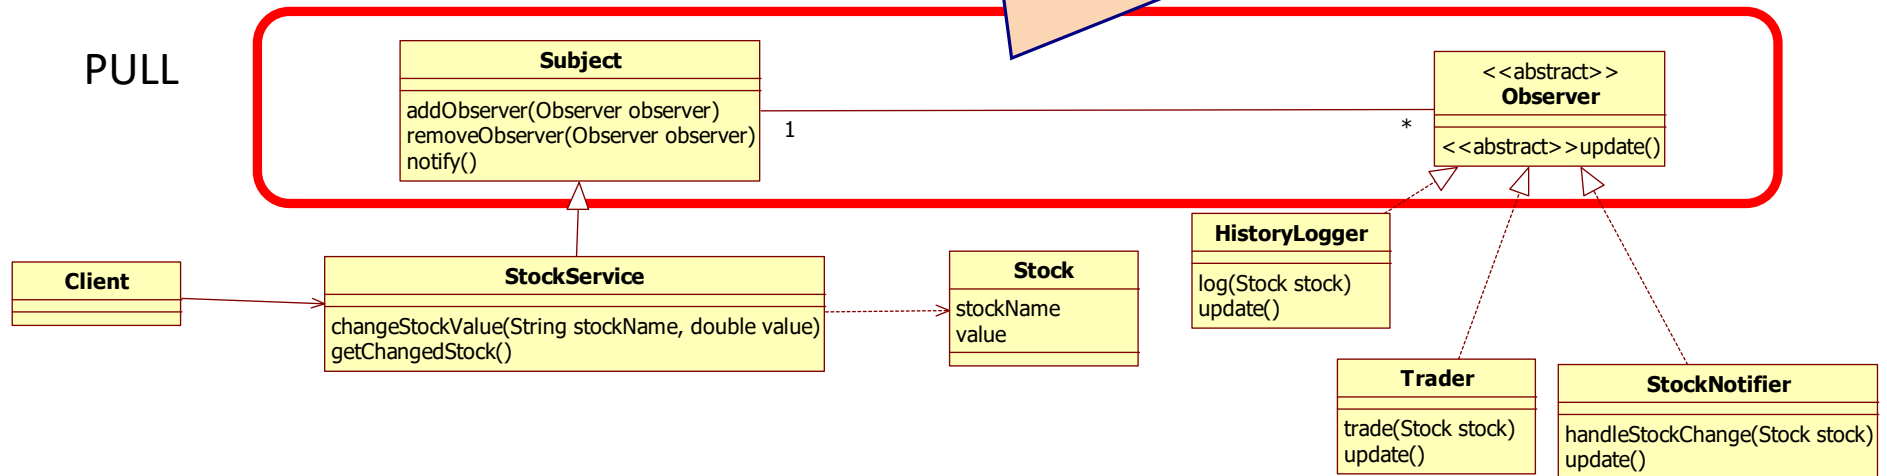 PULL
Subject
addObserver(Observer observer)
removeObserver(Observer observer)
notify()
1
*
<<abstract>>
Observer
<<abstract>>update()
Client
StockService
changeStockValue(String stockName, double value)
getChangedStock()
Stock
stockName
value
HistoryLogger
log(Stock stock)
update()
Trader
trade(Stock stock)
update()
StockNotifier
handleStockChange(Stock stock)
update()